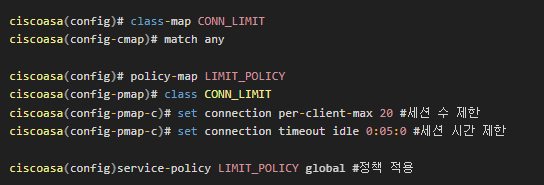 ciscoasa(config)# class-map CONN_LIMIT
ciscoasa(config-cmap)# match any
ciscoasa(config)# policy-map LIMIT_POLICY
ciscoasa(config-pmap)# class CONN_LIMIT
ciscoasa(config-pmap-c)# set connection per-client-max 20 #세션 수 제한
ciscoasa(config-pmap-c)# set connection timeout idle 0:05:0 #세션 시간 제한
ciscoasa(config)service-policy LIMIT_POLICY global #정책 적용